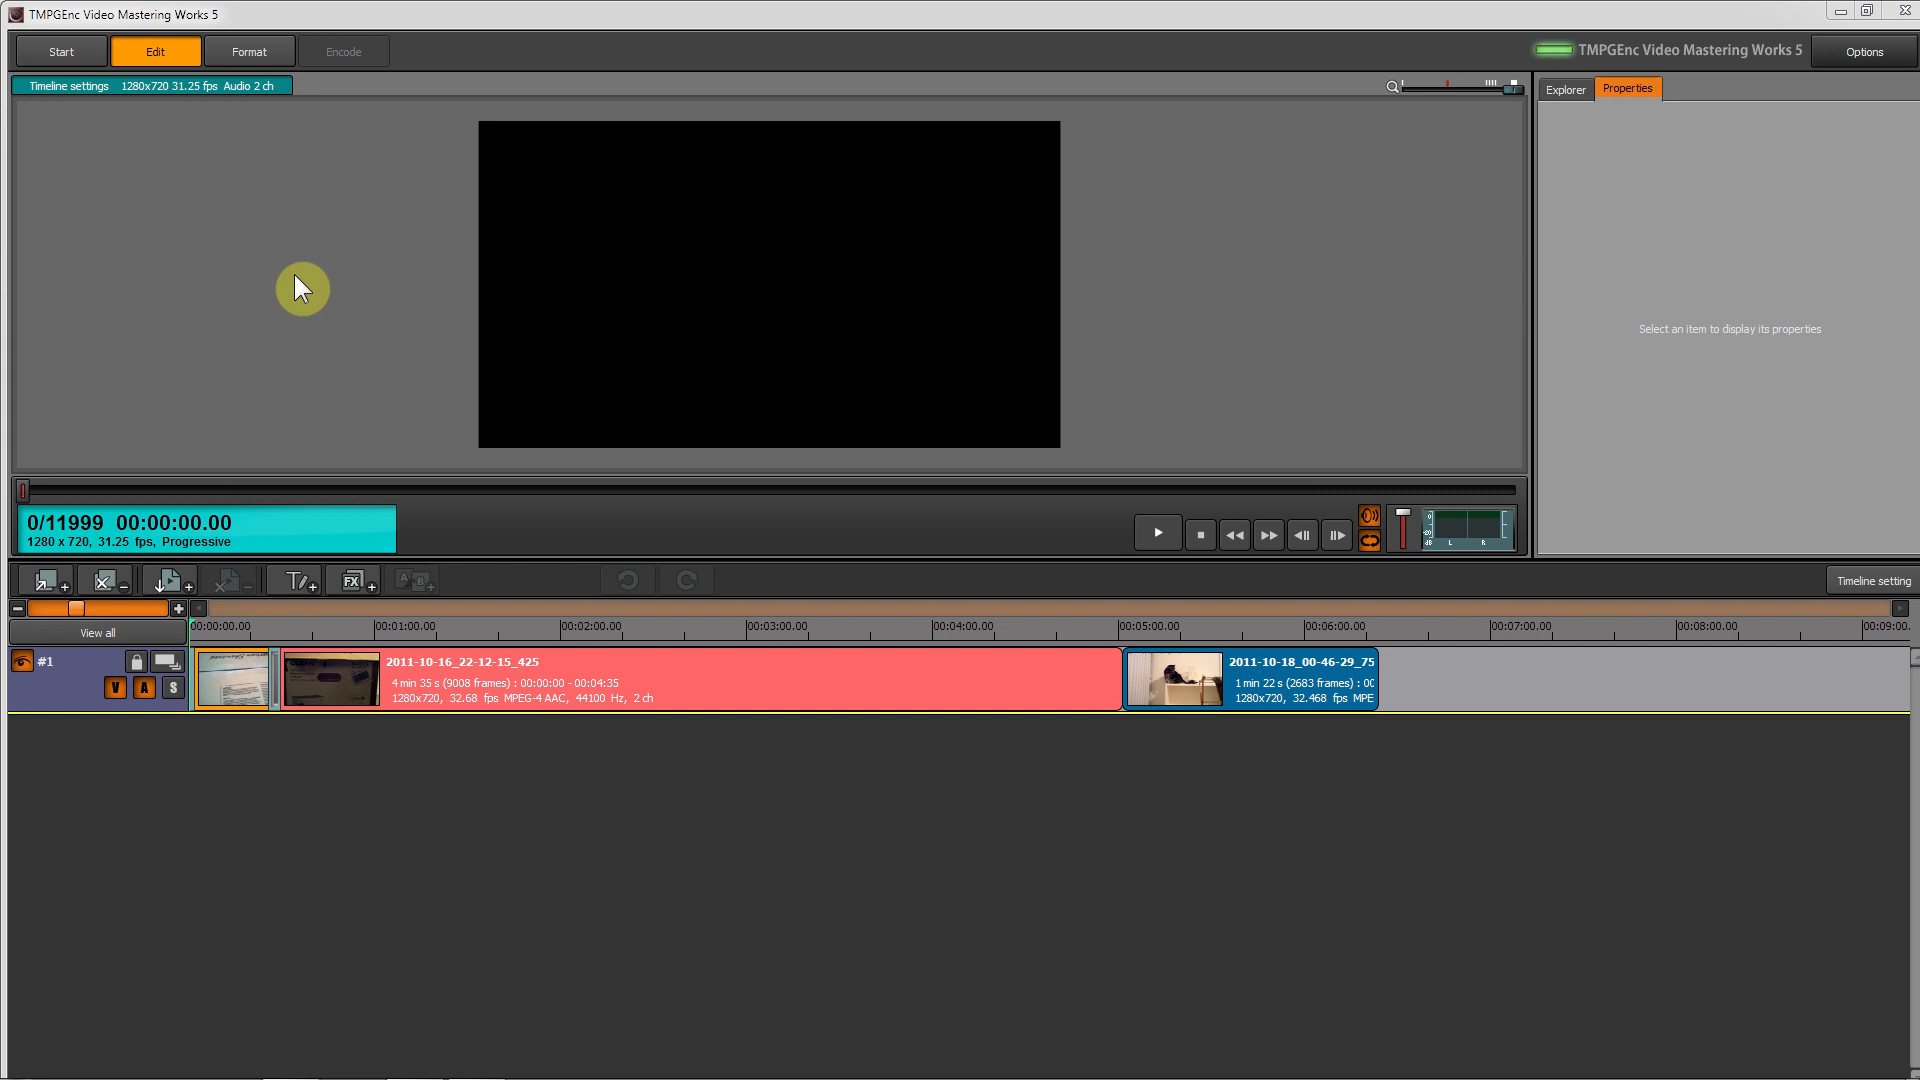 TMPGEnc Video Mastering Works 5
Start
Edit
Format
Encode
TMPGEnc Video Mastering Works 5
Options
Timeline settings 1280x720 31.25 fps Audio 2 ch
Explorer
Properties
Select an item to display its properties
0/11999 00:00:00.00
1280 x 720, 31.25 fps, Progressive
0
dB L R
T
FX
A B
Timeline setting
View all
00:00:00.00 00:01:00.00 00:02:00.00 00:03:00.00 00:04:00.00 00:05:00.00 00:06:00.00 00:07:00.00 00:08:00.00 00:09:00.
#1
V A S
2011-10-16_22-12-15_425
4 min 35 s (9008 frames) : 00:00:00 - 00:04:35
1280x720, 32.68 fps MPEG-4 AAC, 44100 Hz, 2 ch
2011-10-18_00-46-29_75
1 min 22 s (2683 frames) : 00
1280x720, 32.468 fps MPE